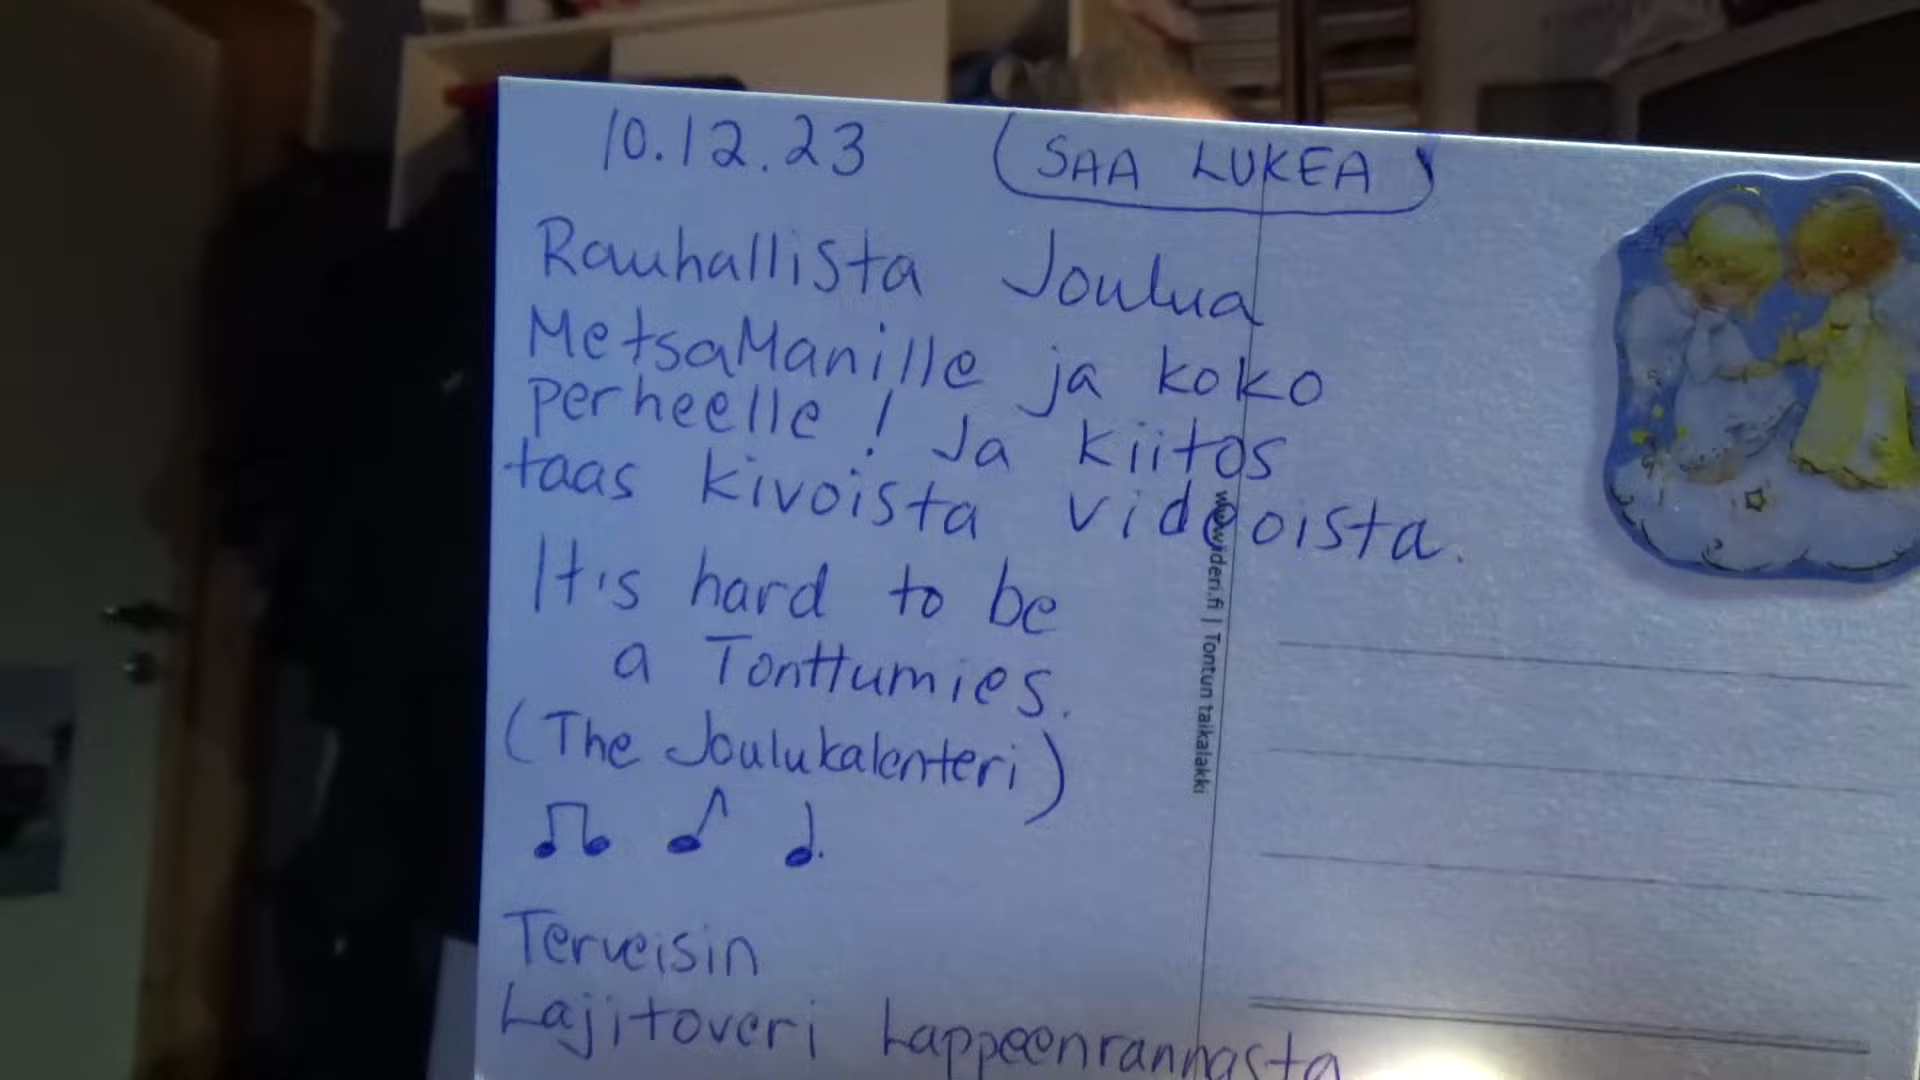 10.12.23 (SAA LUKEA)
Rauhallista Joulua
MetsaManille ja koko
perheelle! Ja kiitos
taas kivoista videoista.
It's hard to be
a Tonttumies.
(The Joulukalenteri)
Terveisin
Lajitoveri Lappeenrannasta
www.ideri.fi | Tontun taikalakki